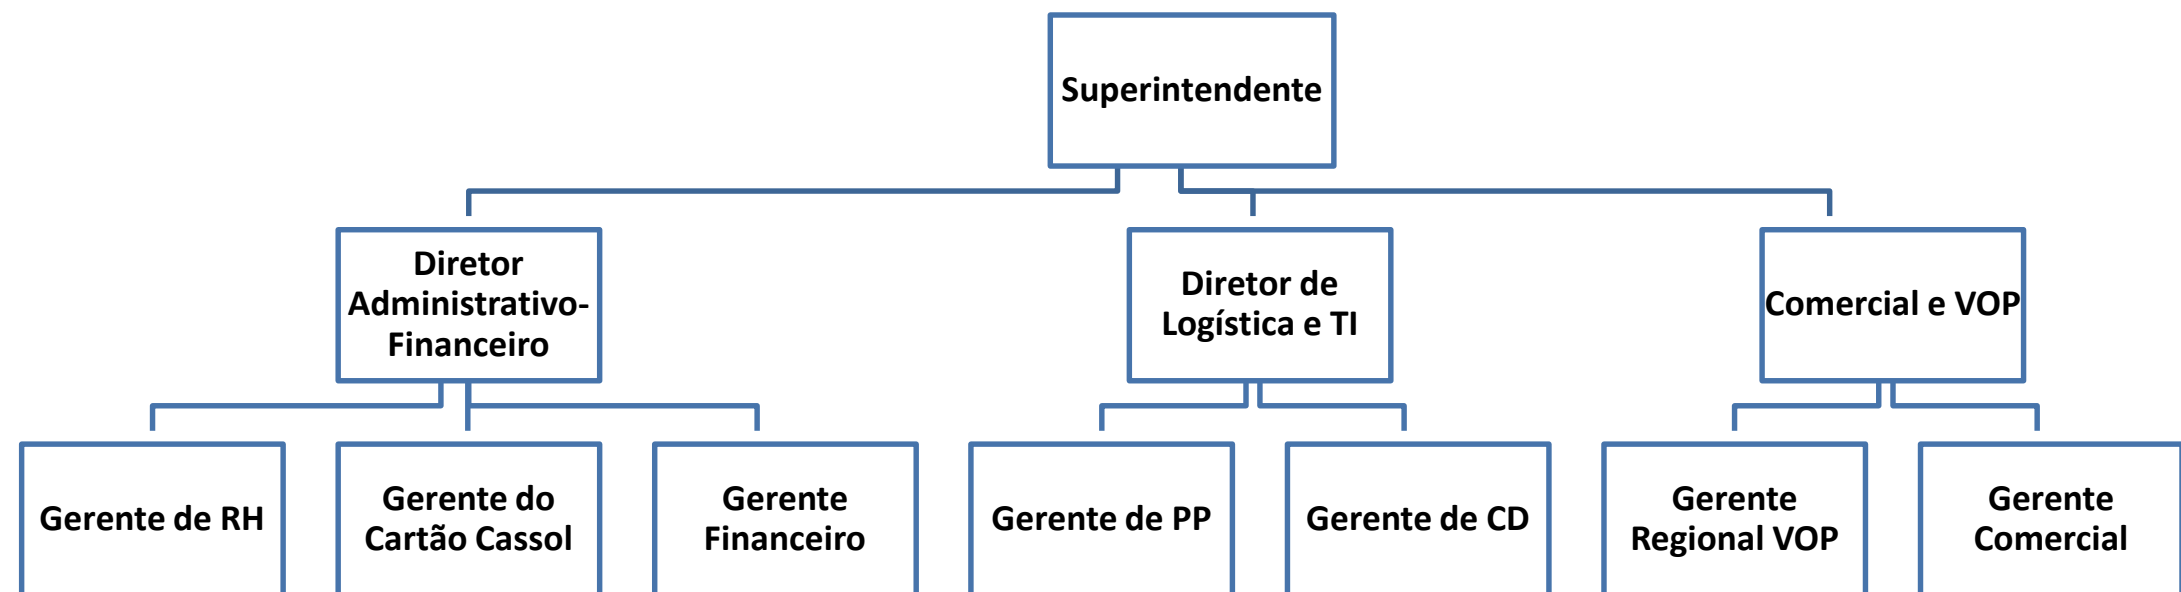 Superintendente
Diretor
Administrativo-
Financeiro
Diretor de
Logística e TI
Comercial e VOP
Gerente de RH
Gerente do
Cartão Cassol
Gerente
Financeiro
Gerente de PP
Gerente de CD
Gerente
Regional VOP
Gerente
Comercial